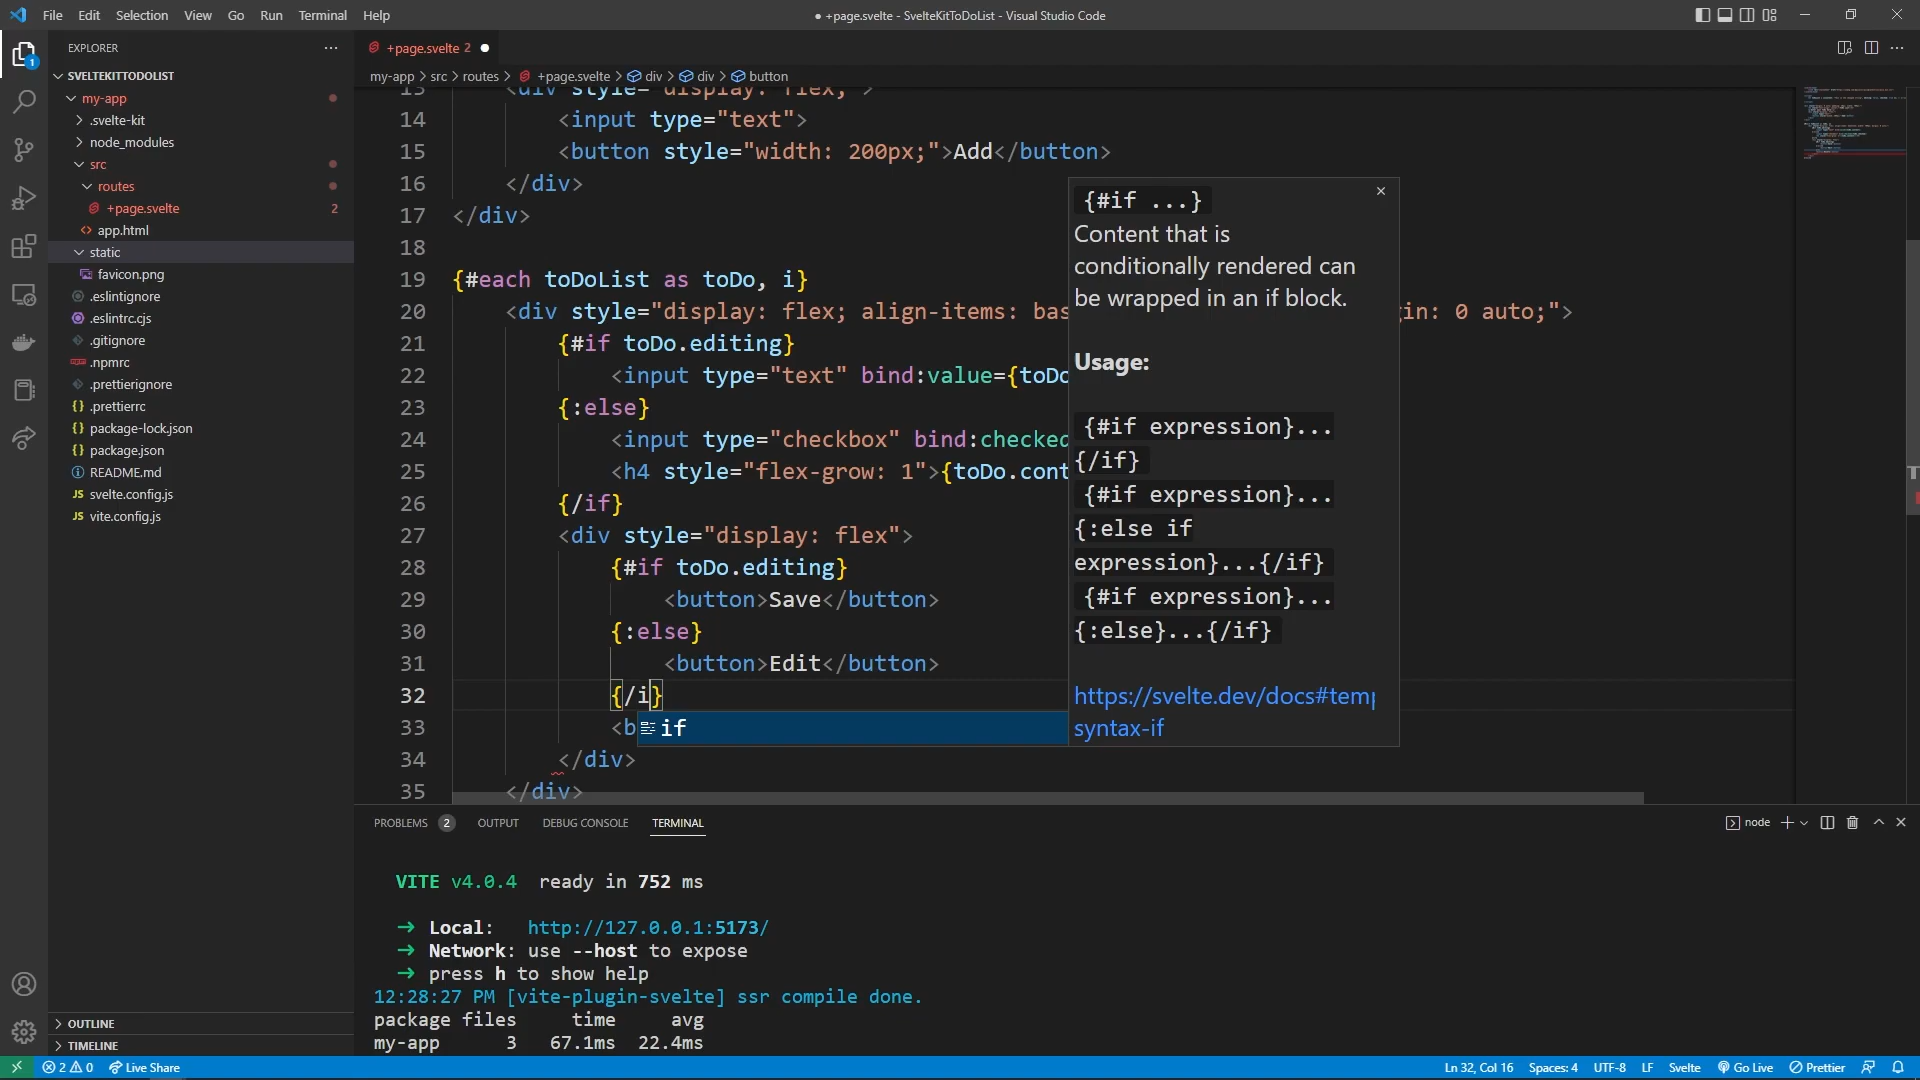 File Edit Selection View Go Run Terminal Help
● +page.svelte - SvelteKitToDoList - Visual Studio Code
EXPLORER
SVELTEKITTODOLIST
my-app
.svelte-kit
node_modules
src
routes
+page.svelte 2
app.html
static
favicon.png
.eslintignore
.eslintrc.cjs
.gitignore
.npmrc
.prettierignore
.prettierrc
package-lock.json
package.json
README.md
svelte.config.js
vite.config.js
OUTLINE
TIMELINE
1
+page.svelte 2 ●
my-app > src > routes > +page.svelte > div > div > button
13 <div style="display: flex;">
14 <input type="text">
15 <button style="width: 200px;">Add</button>
16 </div>
17 </div>
18
19 {#each toDoList as toDo, i}
20 <div style="display: flex; align-items: bas gin: 0 auto;">
21 {#if toDo.editing}
22 <input type="text" bind:value={toDo
23 {:else}
24 <input type="checkbox" bind:checked
25 <h4 style="flex-grow: 1">{toDo.cont
26 {/if}
27 <div style="display: flex">
28 {#if toDo.editing}
29 <button>Save</button>
30 {:else}
31 <button>Edit</button>
32 {/i}
33 <b
34 </div>
35 </div>
if
{#if ...}
Content that is
conditionally rendered can
be wrapped in an if block.
Usage:
{#if expression}...
{/if}
{#if expression}...
{:else if
expression}...{/if}
{#if expression}...
{:else}...{/if}
https://svelte.dev/docs#temp
syntax-if
PROBLEMS 2 OUTPUT DEBUG CONSOLE TERMINAL
node
VITE v4.0.4 ready in 752 ms
➜ Local: http://127.0.0.1:5173/
➜ Network: use --host to expose
➜ press h to show help
12:28:27 PM [vite-plugin-svelte] ssr compile done.
package files time avg
my-app 3 67.1ms 22.4ms
2 0 Live Share
Ln 32, Col 16 Spaces: 4 UTF-8 LF Svelte Go Live Prettier